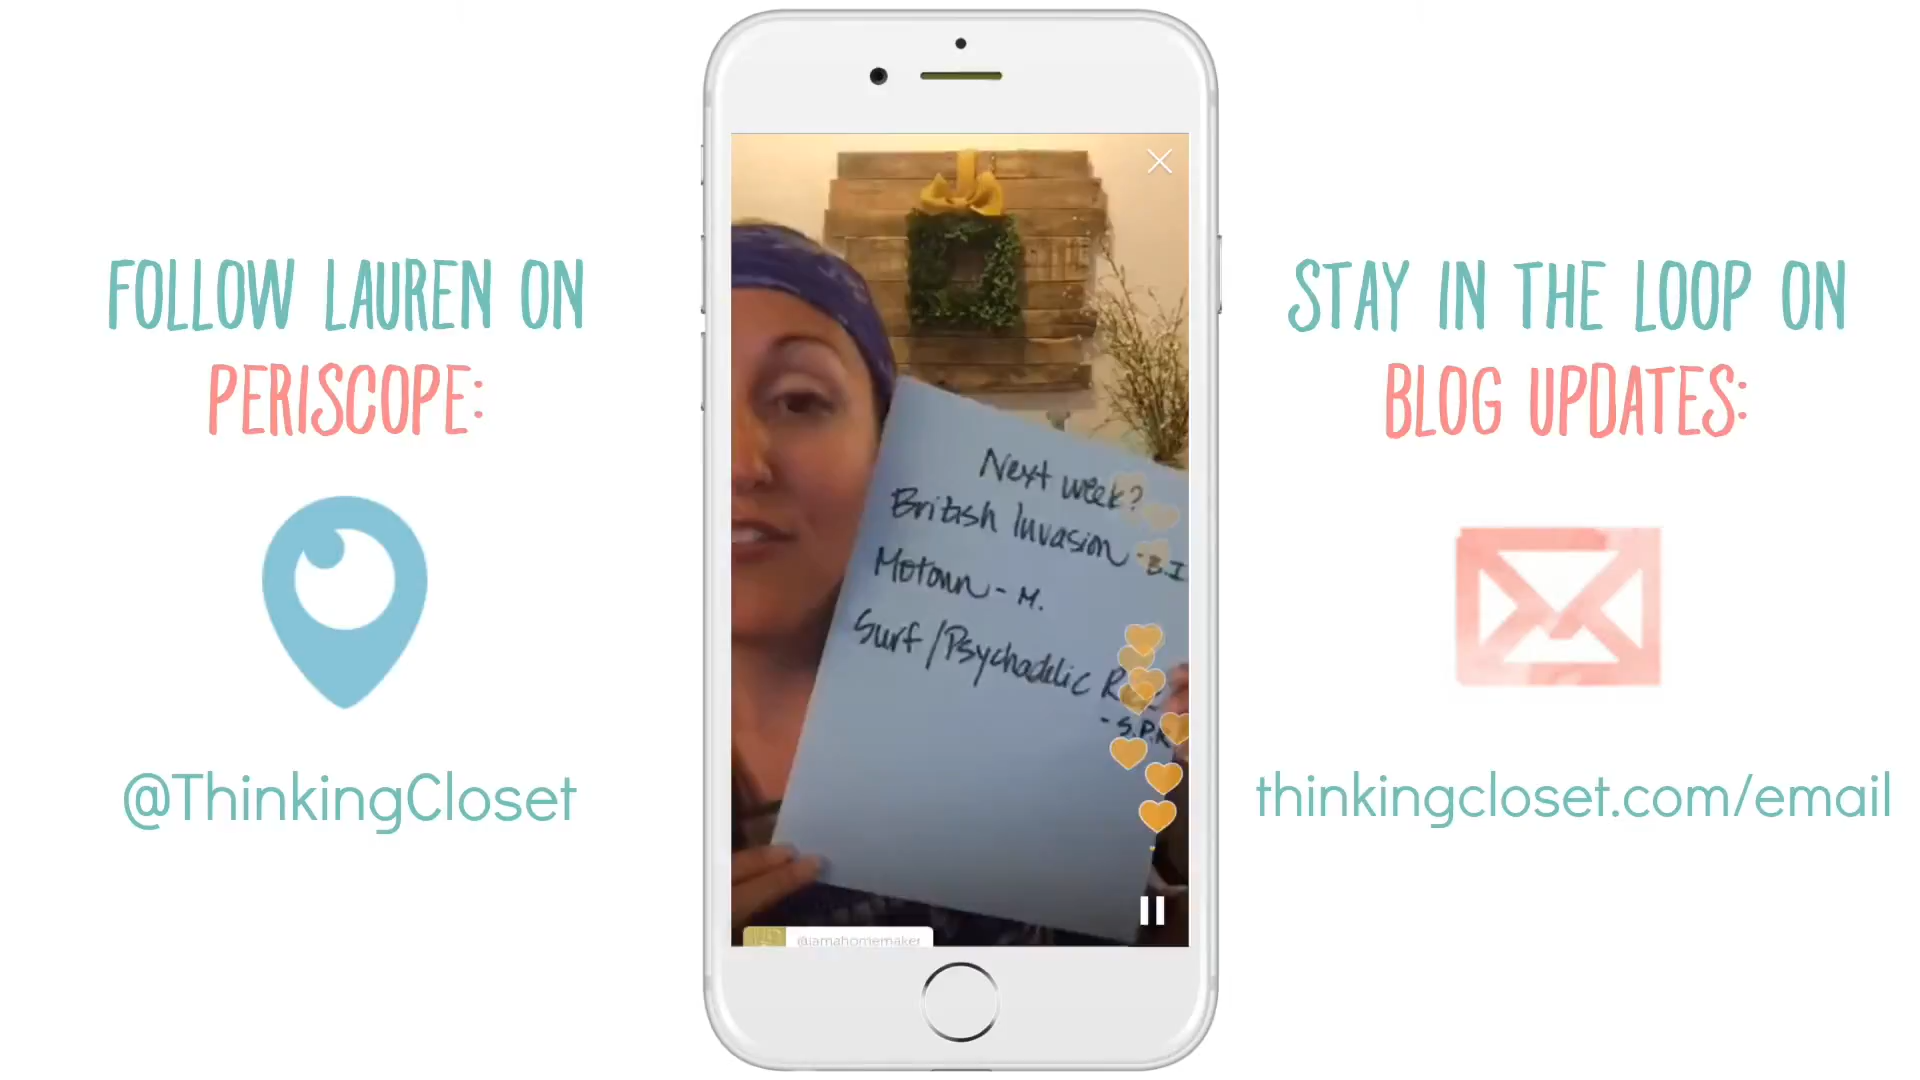 FOLLOW LAUREN ON
PERISCOPE:
@ThinkingCloset
Next week?
British Invasion - B.I
Motown - M.
Surf/Psychadelic
- S.P.R
@iamahomemaker
STAY IN THE LOOP ON
BLOG UPDATES:
thinkingcloset.com/email